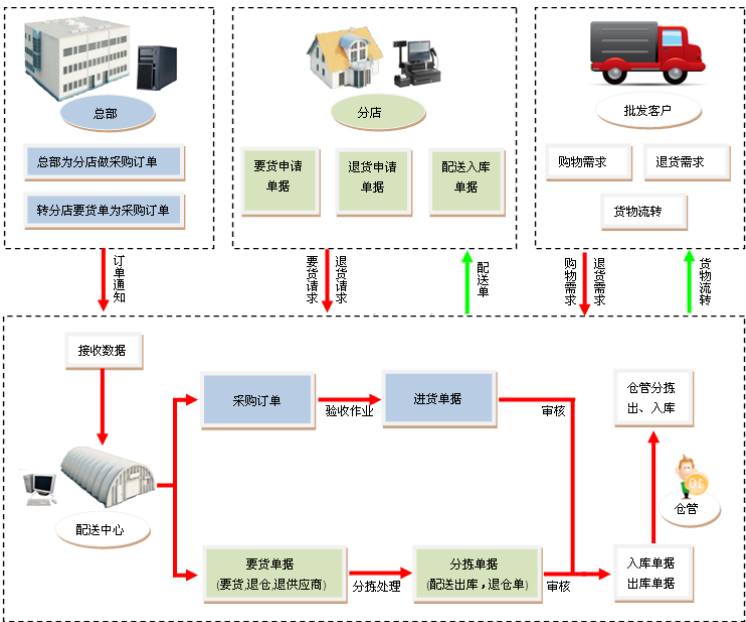 总部
总部为分店做采购订单
转分店要货单为采购订单
分店
要货申请
单据
退货申请
单据
配送入库
单据
批发客户
购物需求
退货需求
货物流转
订单通知
要货请求
退货请求
配送单
购物需求
退货需求
货物流转
接收数据
配送中心
采购订单
验收作业
进货单据
审核
仓管分拣
出、入库
仓管
要货单据
(要货,退仓,退供应商)
分拣处理
分拣单据
(配送出库，退仓单)
审核
入库单据
出库单据